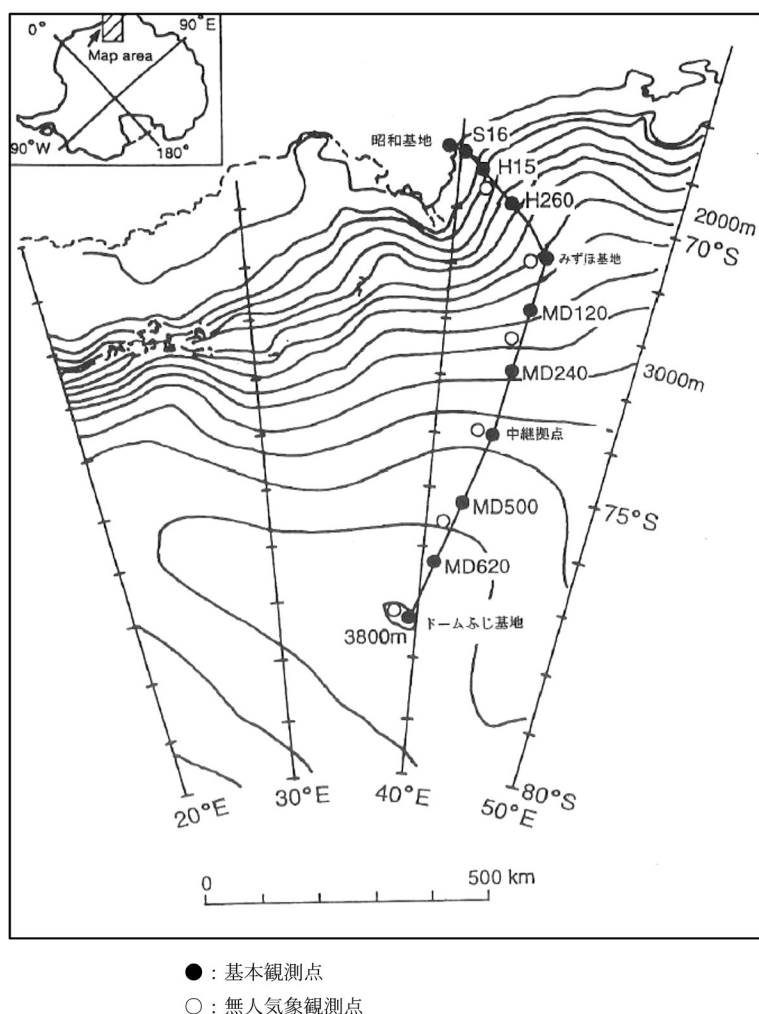 0°
90°E
Map area
90°W
180°
昭和基地
S16
H15
H260
2000m
70°S
みずほ基地
MD120
MD240
3000m
中継拠点
MD500
75°S
MD620
ドームふじ基地
3800m
20°E
30°E
40°E
50°E
80°S
0
500 km
●：基本観測点
○：無人気象観測点